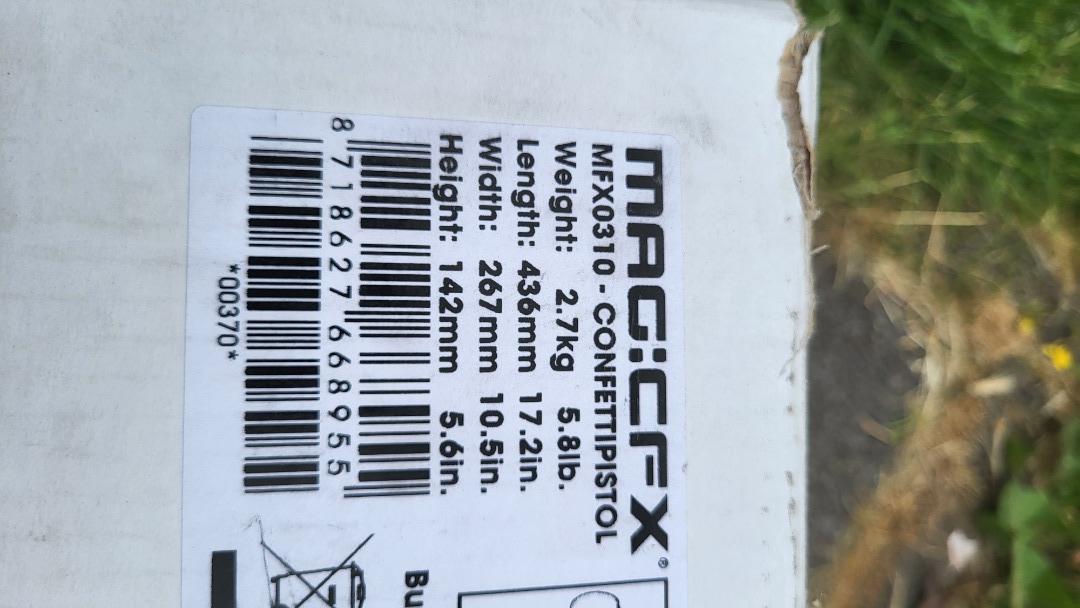 MAGICFX®
MFX0310 - CONFETTIPISTOL
Weight: 2.7kg 5.8lb.
Length: 436mm 17.2in.
Width: 267mm 10.5in.
Height: 142mm 5.6in.
8 718627 668955
*00370*
Bu